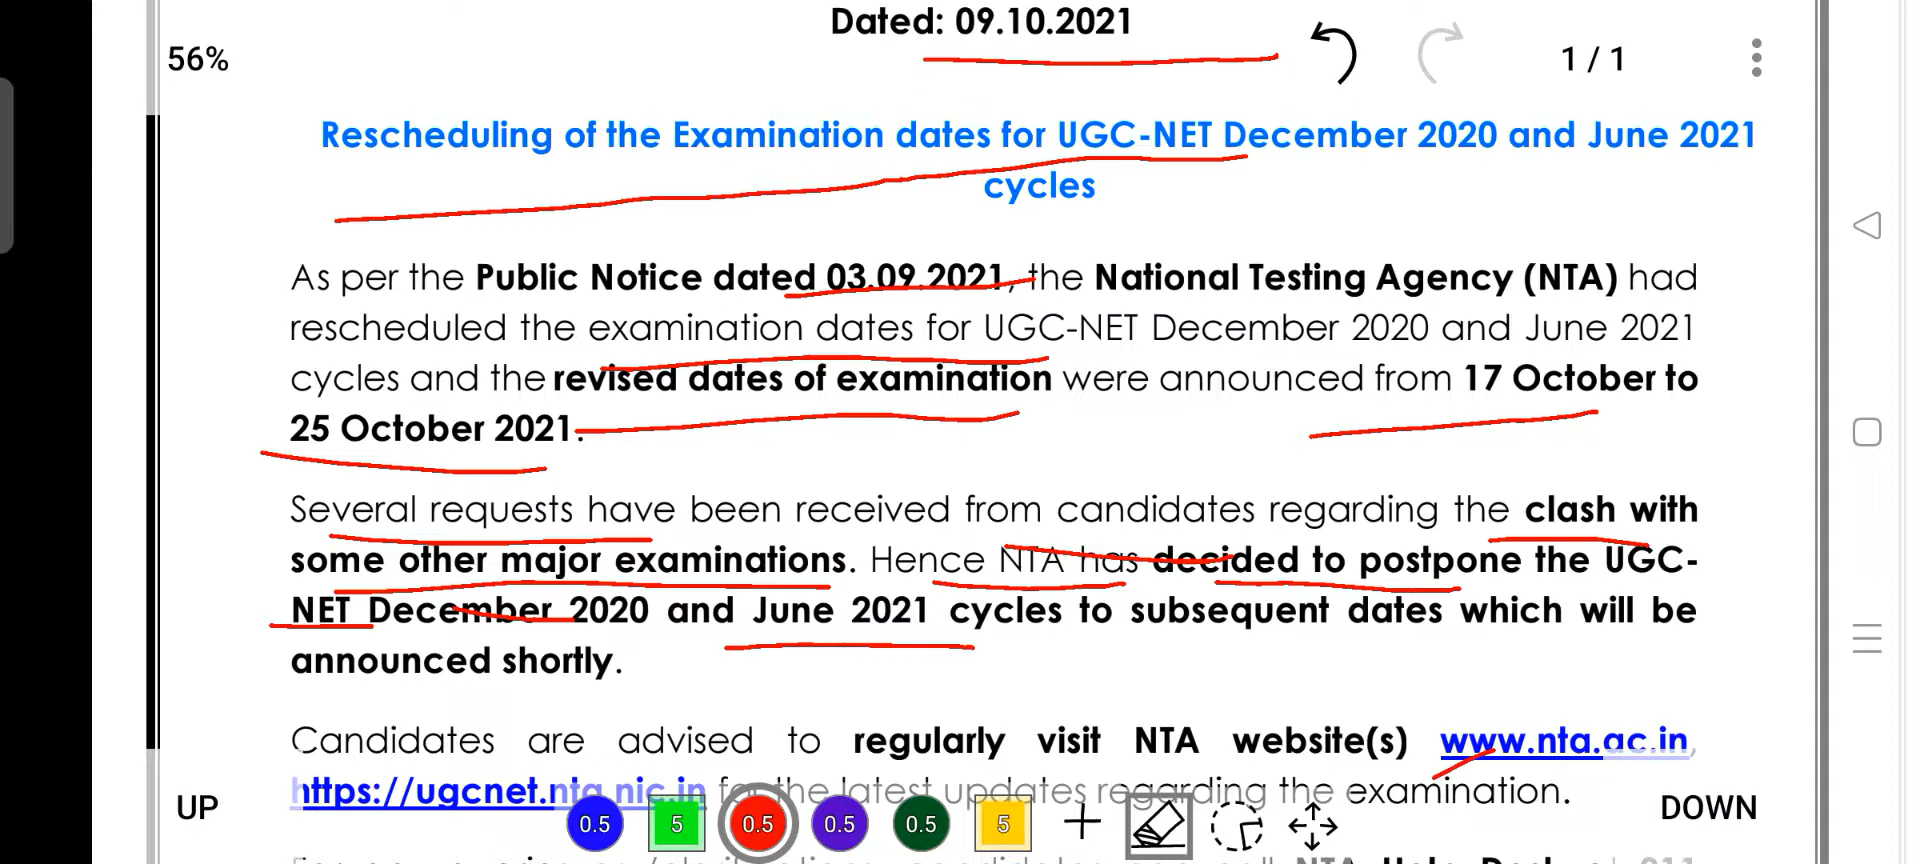 Dated: 09.10.2021
56%
1 / 1
Rescheduling of the Examination dates for UGC-NET December 2020 and June 2021
cycles
As per the Public Notice dated 03.09.2021, the National Testing Agency (NTA) had
rescheduled the examination dates for UGC-NET December 2020 and June 2021
cycles and the revised dates of examination were announced from 17 October to
25 October 2021.
Several requests have been received from candidates regarding the clash with
some other major examinations. Hence NTA has decided to postpone the UGC-
NET December 2020 and June 2021 cycles to subsequent dates which will be
announced shortly.
Candidates are advised to regularly visit NTA website(s) www.nta.ac.in,
https://ugcnet.nta.nic.in for the latest updates regarding the examination.
UP
0.5 5 0.5 0.5 0.5 5
DOWN